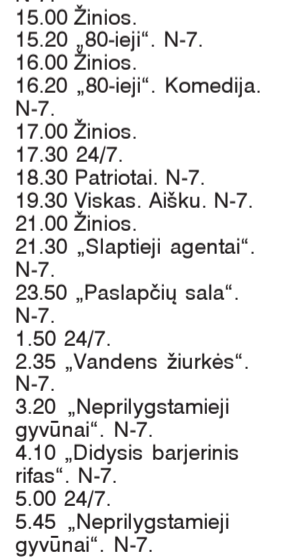 15.00 Žinios.
15.20 „80-ieji“. N-7.
16.00 Žinios.
16.20 „80-ieji“. Komedija.
N-7.
17.00 Žinios.
17.30 24/7.
18.30 Patriotai. N-7.
19.30 Viskas. Aišku. N-7.
21.00 Žinios.
21.30 „Slaptieji agentai“.
N-7.
23.50 „Paslapčių sala“.
N-7.
1.50 24/7.
2.35 „Vandens žiurkės“.
N-7.
3.20 „Neprilygstamieji
gyvūnai“. N-7.
4.10 „Didysis barjerinis
rifas“. N-7.
5.00 24/7.
5.45 „Neprilygstamieji
gyvūnai“. N-7.